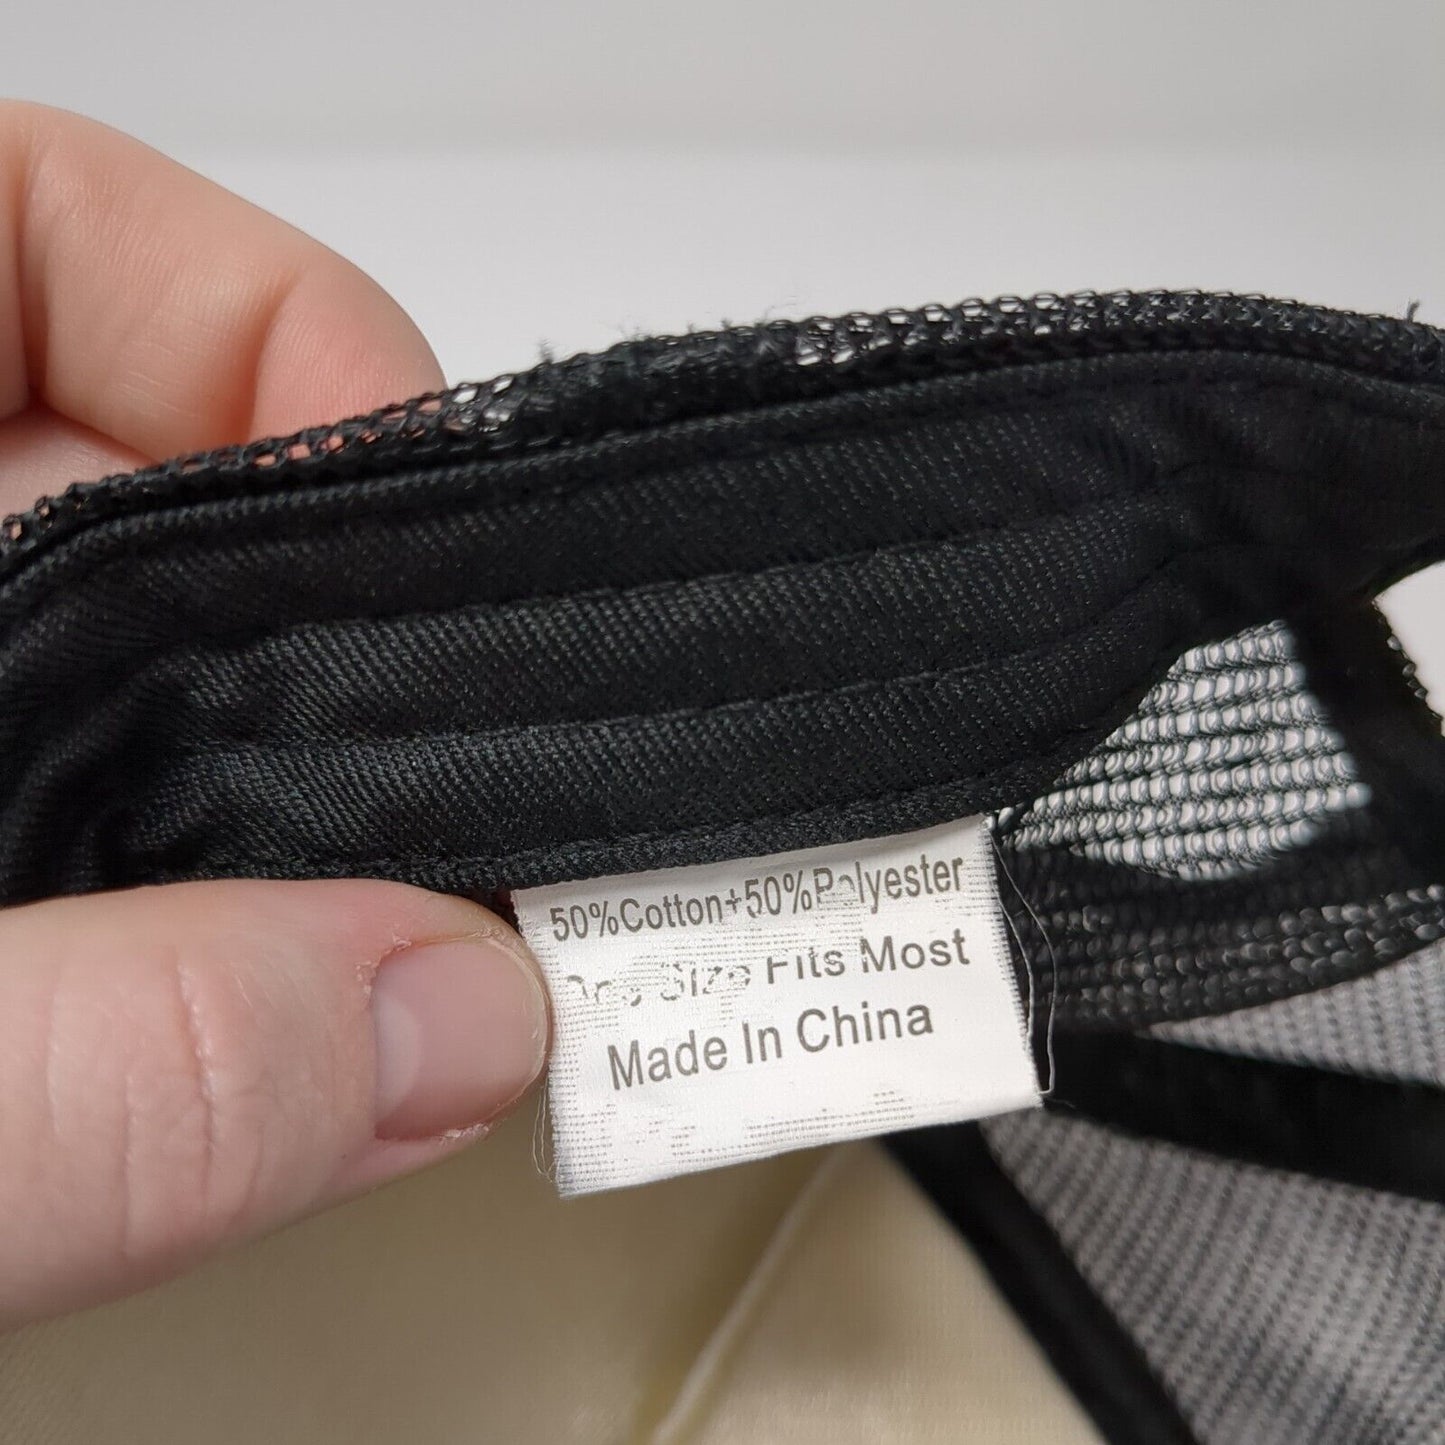 50%Cotton+50%Polyester
One Size Fits Most
Made In China